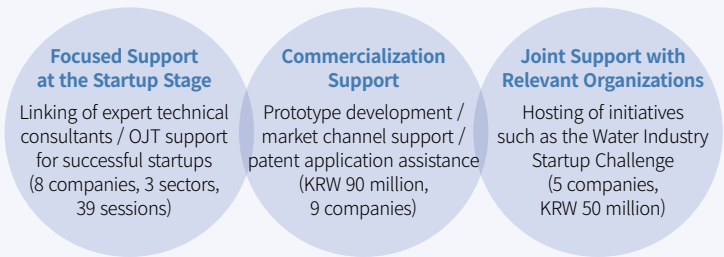 Focused Support
at the Startup Stage
Linking of expert technical
consultants / OJT support
for successful startups
(8 companies, 3 sectors,
39 sessions)
Commercialization
Support
Prototype development /
market channel support /
patent application assistance
(KRW 90 million,
9 companies)
Joint Support with
Relevant Organizations
Hosting of initiatives
such as the Water Industry
Startup Challenge
(5 companies,
KRW 50 million)